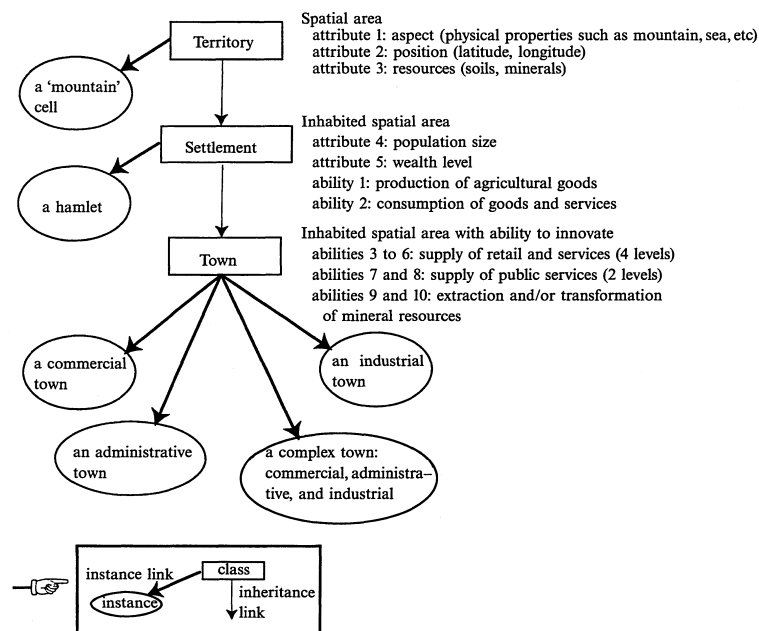 Spatial area
attribute 1: aspect (physical properties such as mountain, sea, etc)
attribute 2: position (latitude, longitude)
attribute 3: resources (soils, minerals)
Territory
a ‘mountain’
cell
Inhabited spatial area
attribute 4: population size
attribute 5: wealth level
ability 1: production of agricultural goods
ability 2: consumption of goods and services
Settlement
a hamlet
Inhabited spatial area with ability to innovate
abilities 3 to 6: supply of retail and services (4 levels)
abilities 7 and 8: supply of public services (2 levels)
abilities 9 and 10: extraction and/or transformation
of mineral resources
Town
a commercial
town
an industrial
town
an administrative
town
a complex town:
commercial, administra–
tive, and industrial
instance link
class
instance
inheritance
link